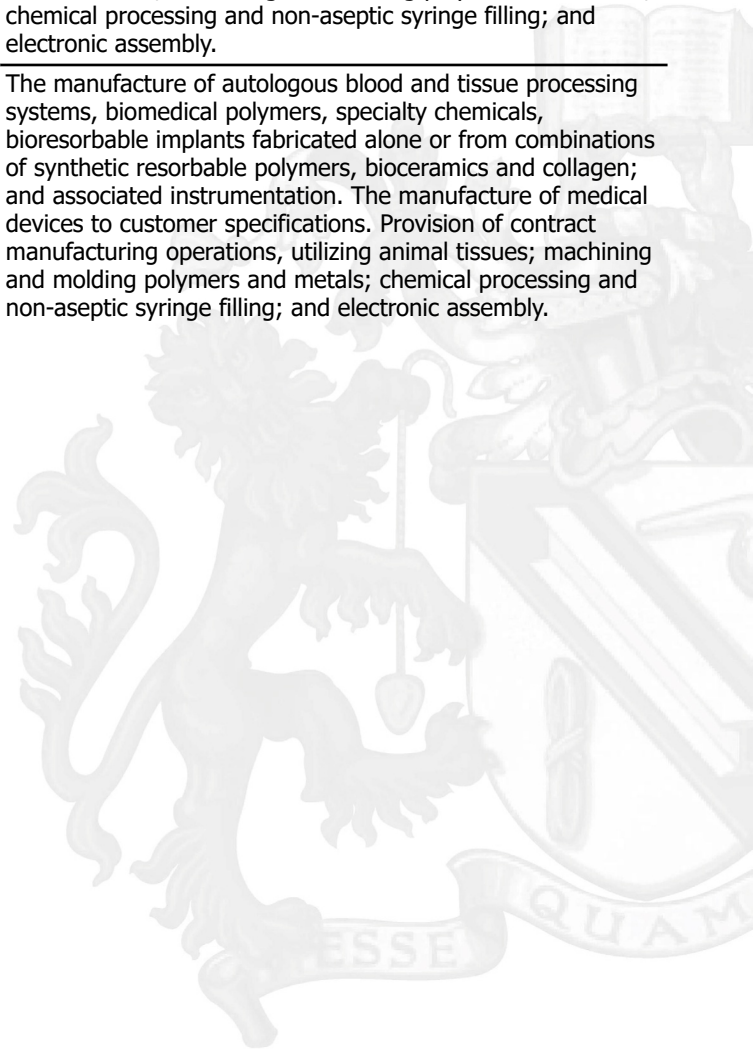 chemical processing and non-aseptic syringe filling; and
electronic assembly.
The manufacture of autologous blood and tissue processing
systems, biomedical polymers, specialty chemicals,
bioresorbable implants fabricated alone or from combinations
of synthetic resorbable polymers, bioceramics and collagen;
and associated instrumentation. The manufacture of medical
devices to customer specifications. Provision of contract
manufacturing operations, utilizing animal tissues; machining
and molding polymers and metals; chemical processing and
non-aseptic syringe filling; and electronic assembly.
ESSE QUAM